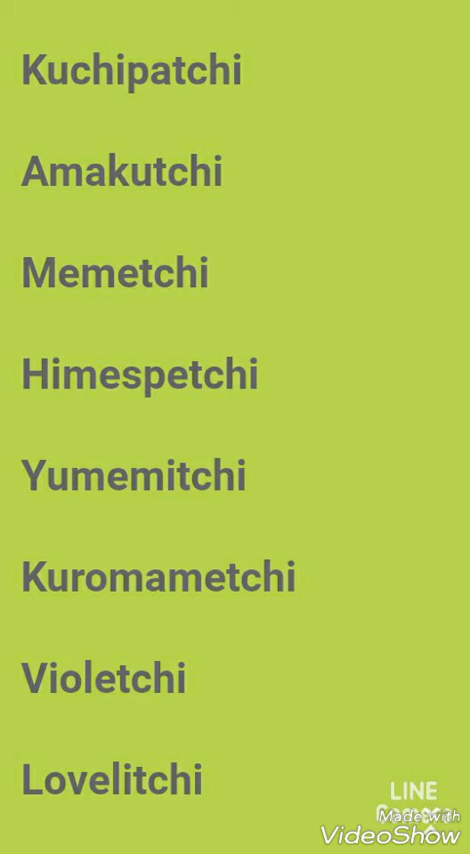 Kuchipatchi
Amakutchi
Memetchi
Himespetchi
Yumemitchi
Kuromametchi
Violetchi
Lovelitchi
LINE
Made with
VideoShow